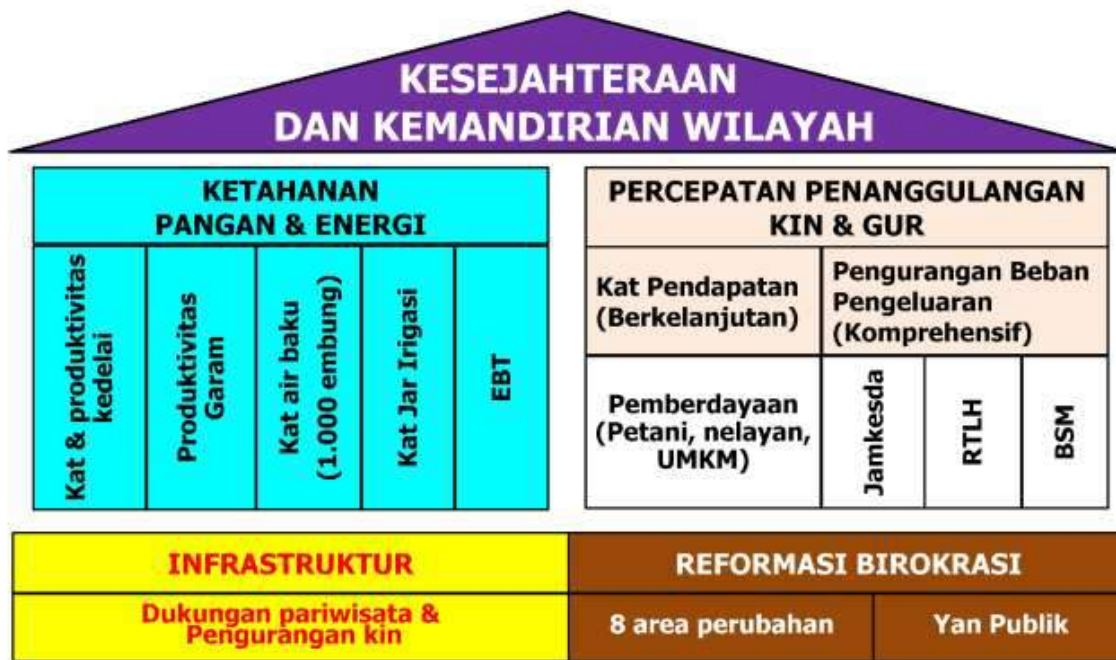 KESEJAHTERAAN
DAN KEMANDIRIAN WILAYAH
KETAHANAN
PANGAN & ENERGI
Kat & produktivitas
kedelai
Produktivitas
Garam
Kat air baku
(1.000 embung)
Kat Jar Irigasi
EBT
PERCEPATAN PENANGGULANGAN
KIN & GUR
Kat Pendapatan
(Berkelanjutan)
Pengurangan Beban
Pengeluaran
(Komprehensif)
Pemberdayaan
(Petani, nelayan,
UMKM)
Jamkesda
RTLH
BSM
INFRASTRUKTUR
Dukungan pariwisata &
Pengurangan kin
REFORMASI BIROKRASI
8 area perubahan
Yan Publik